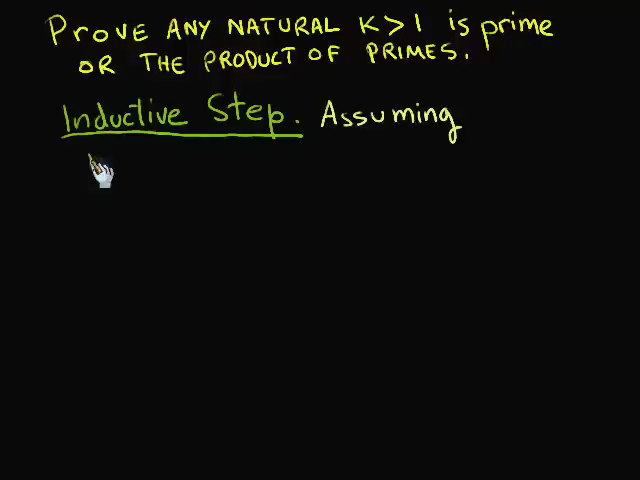 Prove ANY NATURAL K > 1 is prime
OR THE PRODUCT OF PRIMES.
Inductive Step. Assuming